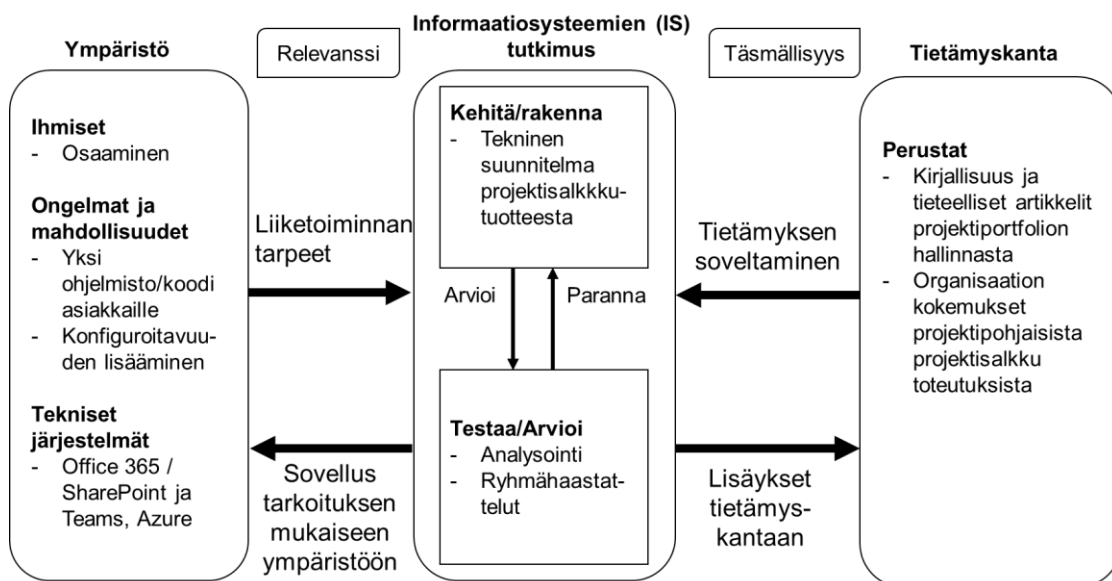 Ympäristö
Ihmiset
- Osaaminen
Ongelmat ja
mahdollisuudet
- Yksi
ohjelmisto/koodi
asiakkaille
- Konfiguroitavuu-
den lisääminen
Tekniset
järjestelmät
- Office 365 /
SharePoint ja
Teams, Azure
Relevanssi
Liiketoiminnan
tarpeet
Sovellus
tarkoituksen
mukaiseen
ympäristöön
Informaatiosysteemien (IS)
tutkimus
Kehitä/rakenna
- Tekninen
suunnitelma
projektisalkkku-
tuotteesta
Arvioi
Paranna
Testaa/Arvioi
- Analysointi
- Ryhmähaastat-
telut
Täsmällisyys
Tietämyksen
soveltaminen
Lisäykset
tietämys-
kantaan
Tietämyskanta
Perustat
- Kirjallisuus ja
tieteelliset artikkelit
projektiportfolion
hallinnasta
- Organisaation
kokemukset
projektipohjaisista
projektisalkku
toteutuksista